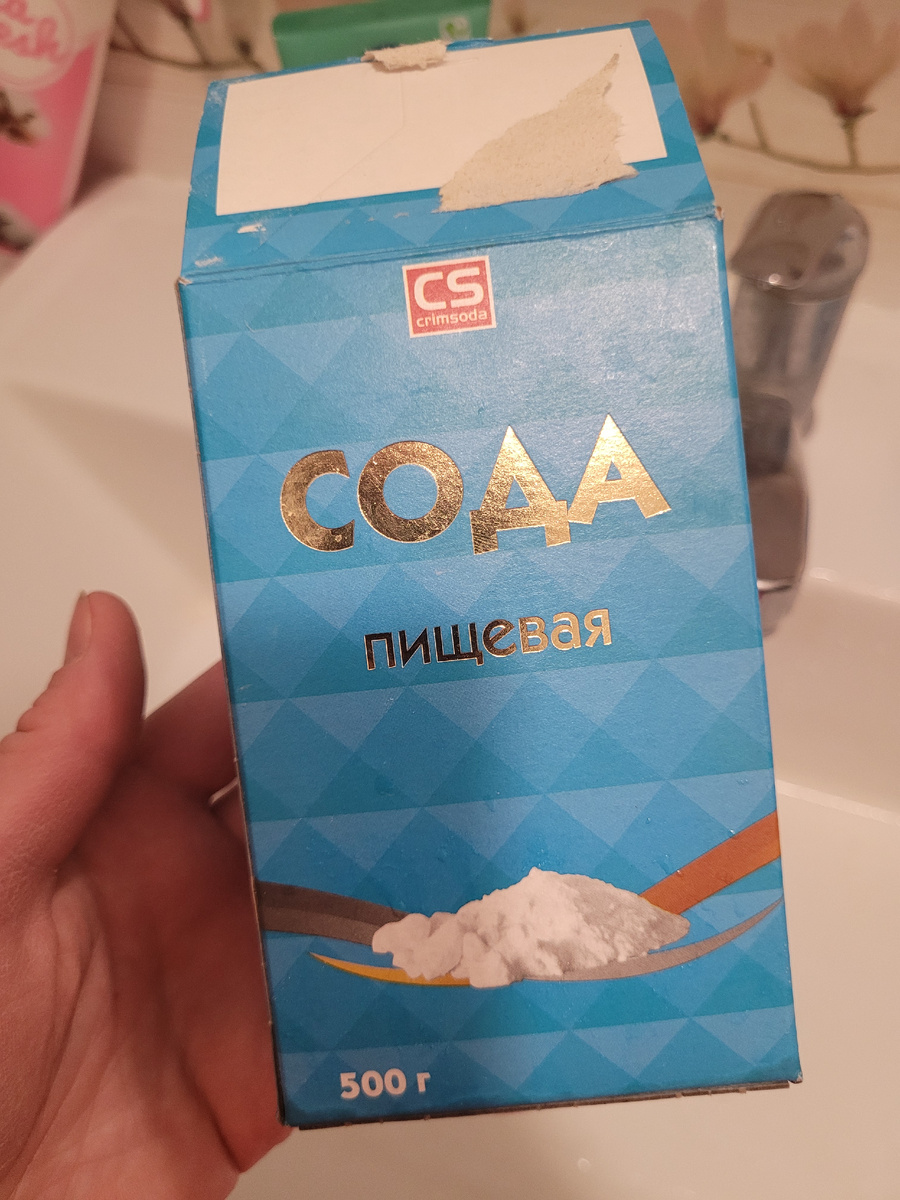 CS
crimsoda
СОДА
пищевая
500 г